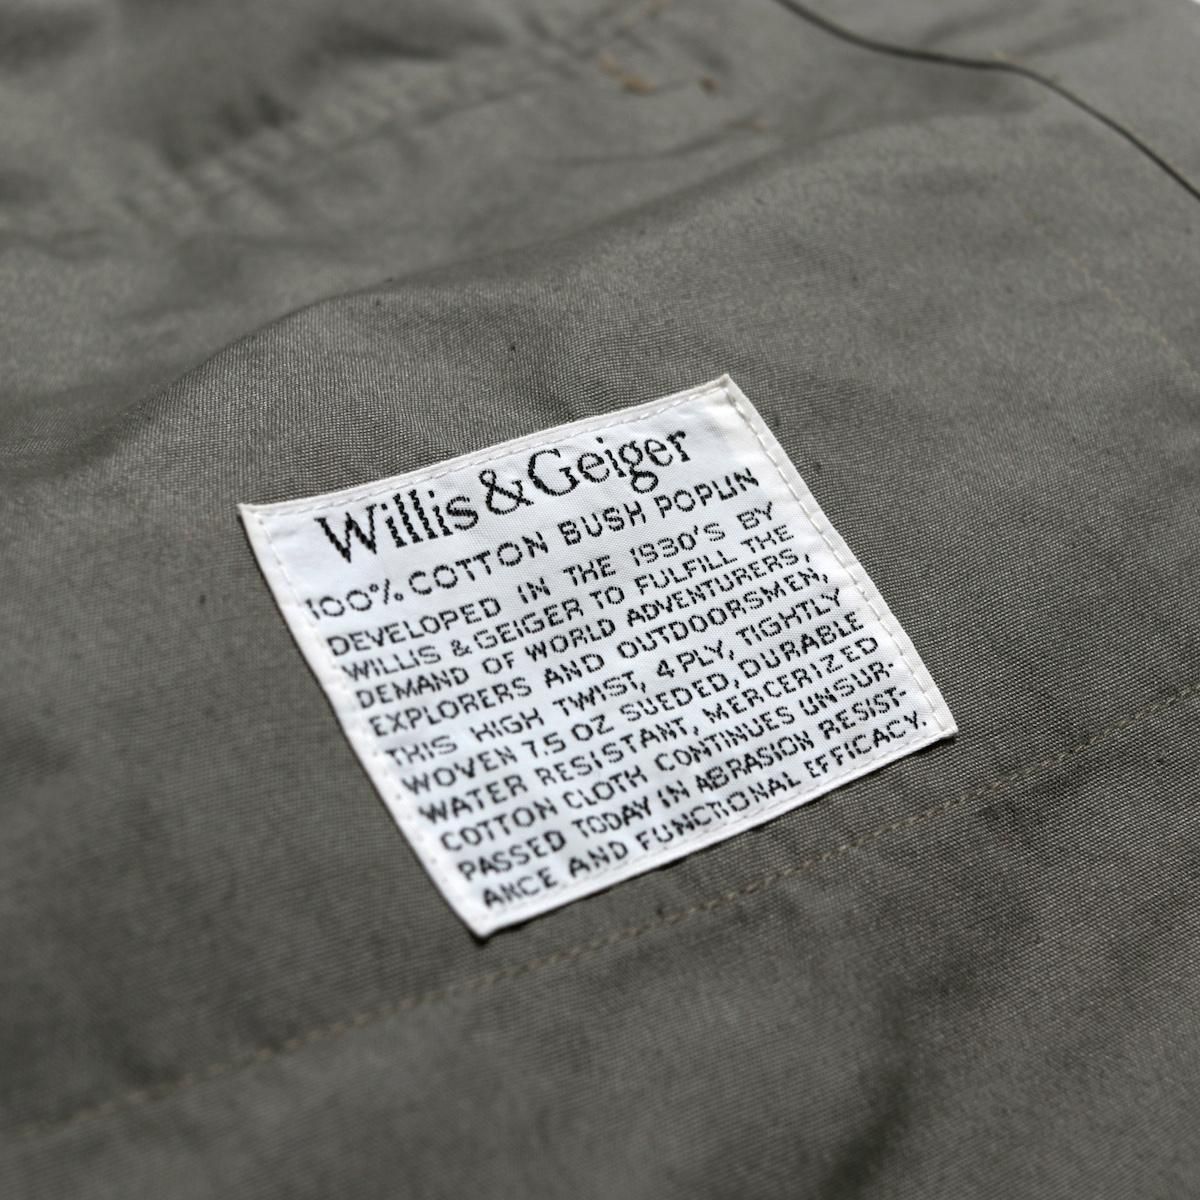 Willis & Geiger
100% COTTON BUSH POPLIN
DEVELOPED IN THE 1930'S BY
WILLIS & GEIGER TO FULFILL THE
DEMAND OF WORLD ADVENTURERS,
EXPLORERS AND OUTDOORSMEN,
THIS HIGH TWIST, 4 PLY, TIGHTLY
WOVEN 7.5 OZ SUEDED, DURABLE
WATER RESISTANT, MERCERIZED
COTTON CLOTH CONTINUES UNSUR-
PASSED TODAY IN ABRASION RESIST-
ANCE AND FUNCTIONAL EFFICACY.